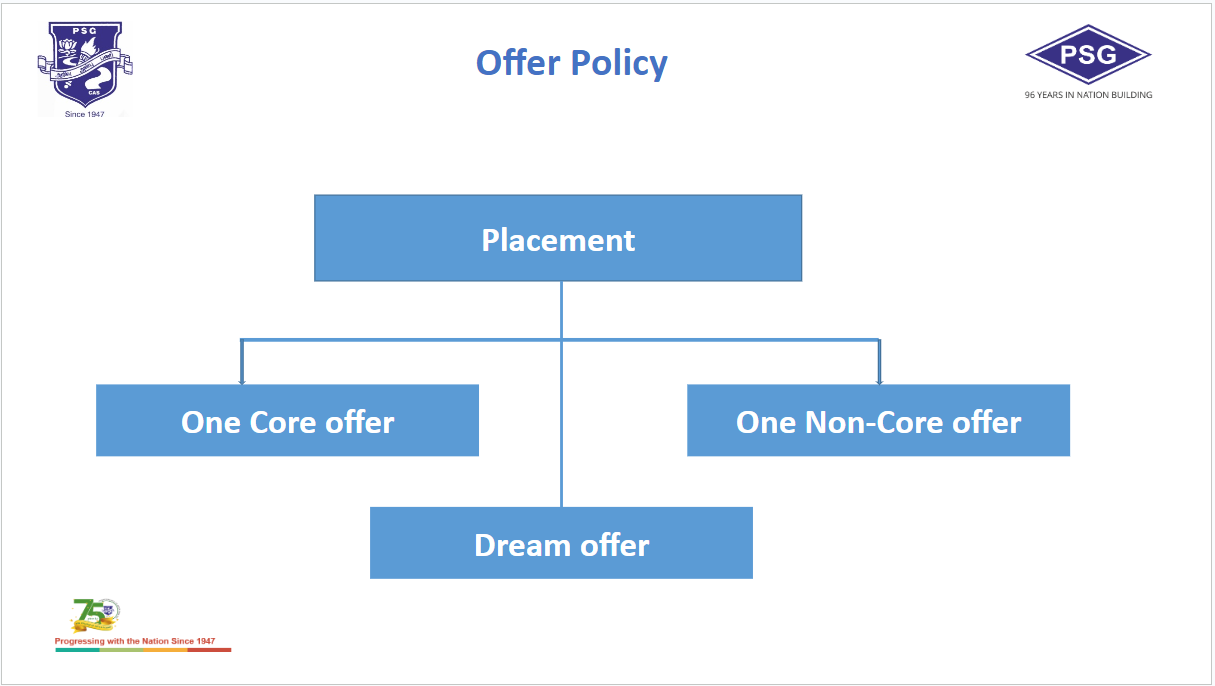 PSG
CAS
Since 1947
Offer Policy
PSG
96 YEARS IN NATION BUILDING
Placement
One Core offer
One Non-Core offer
Dream offer
75
Progressing with the Nation Since 1947